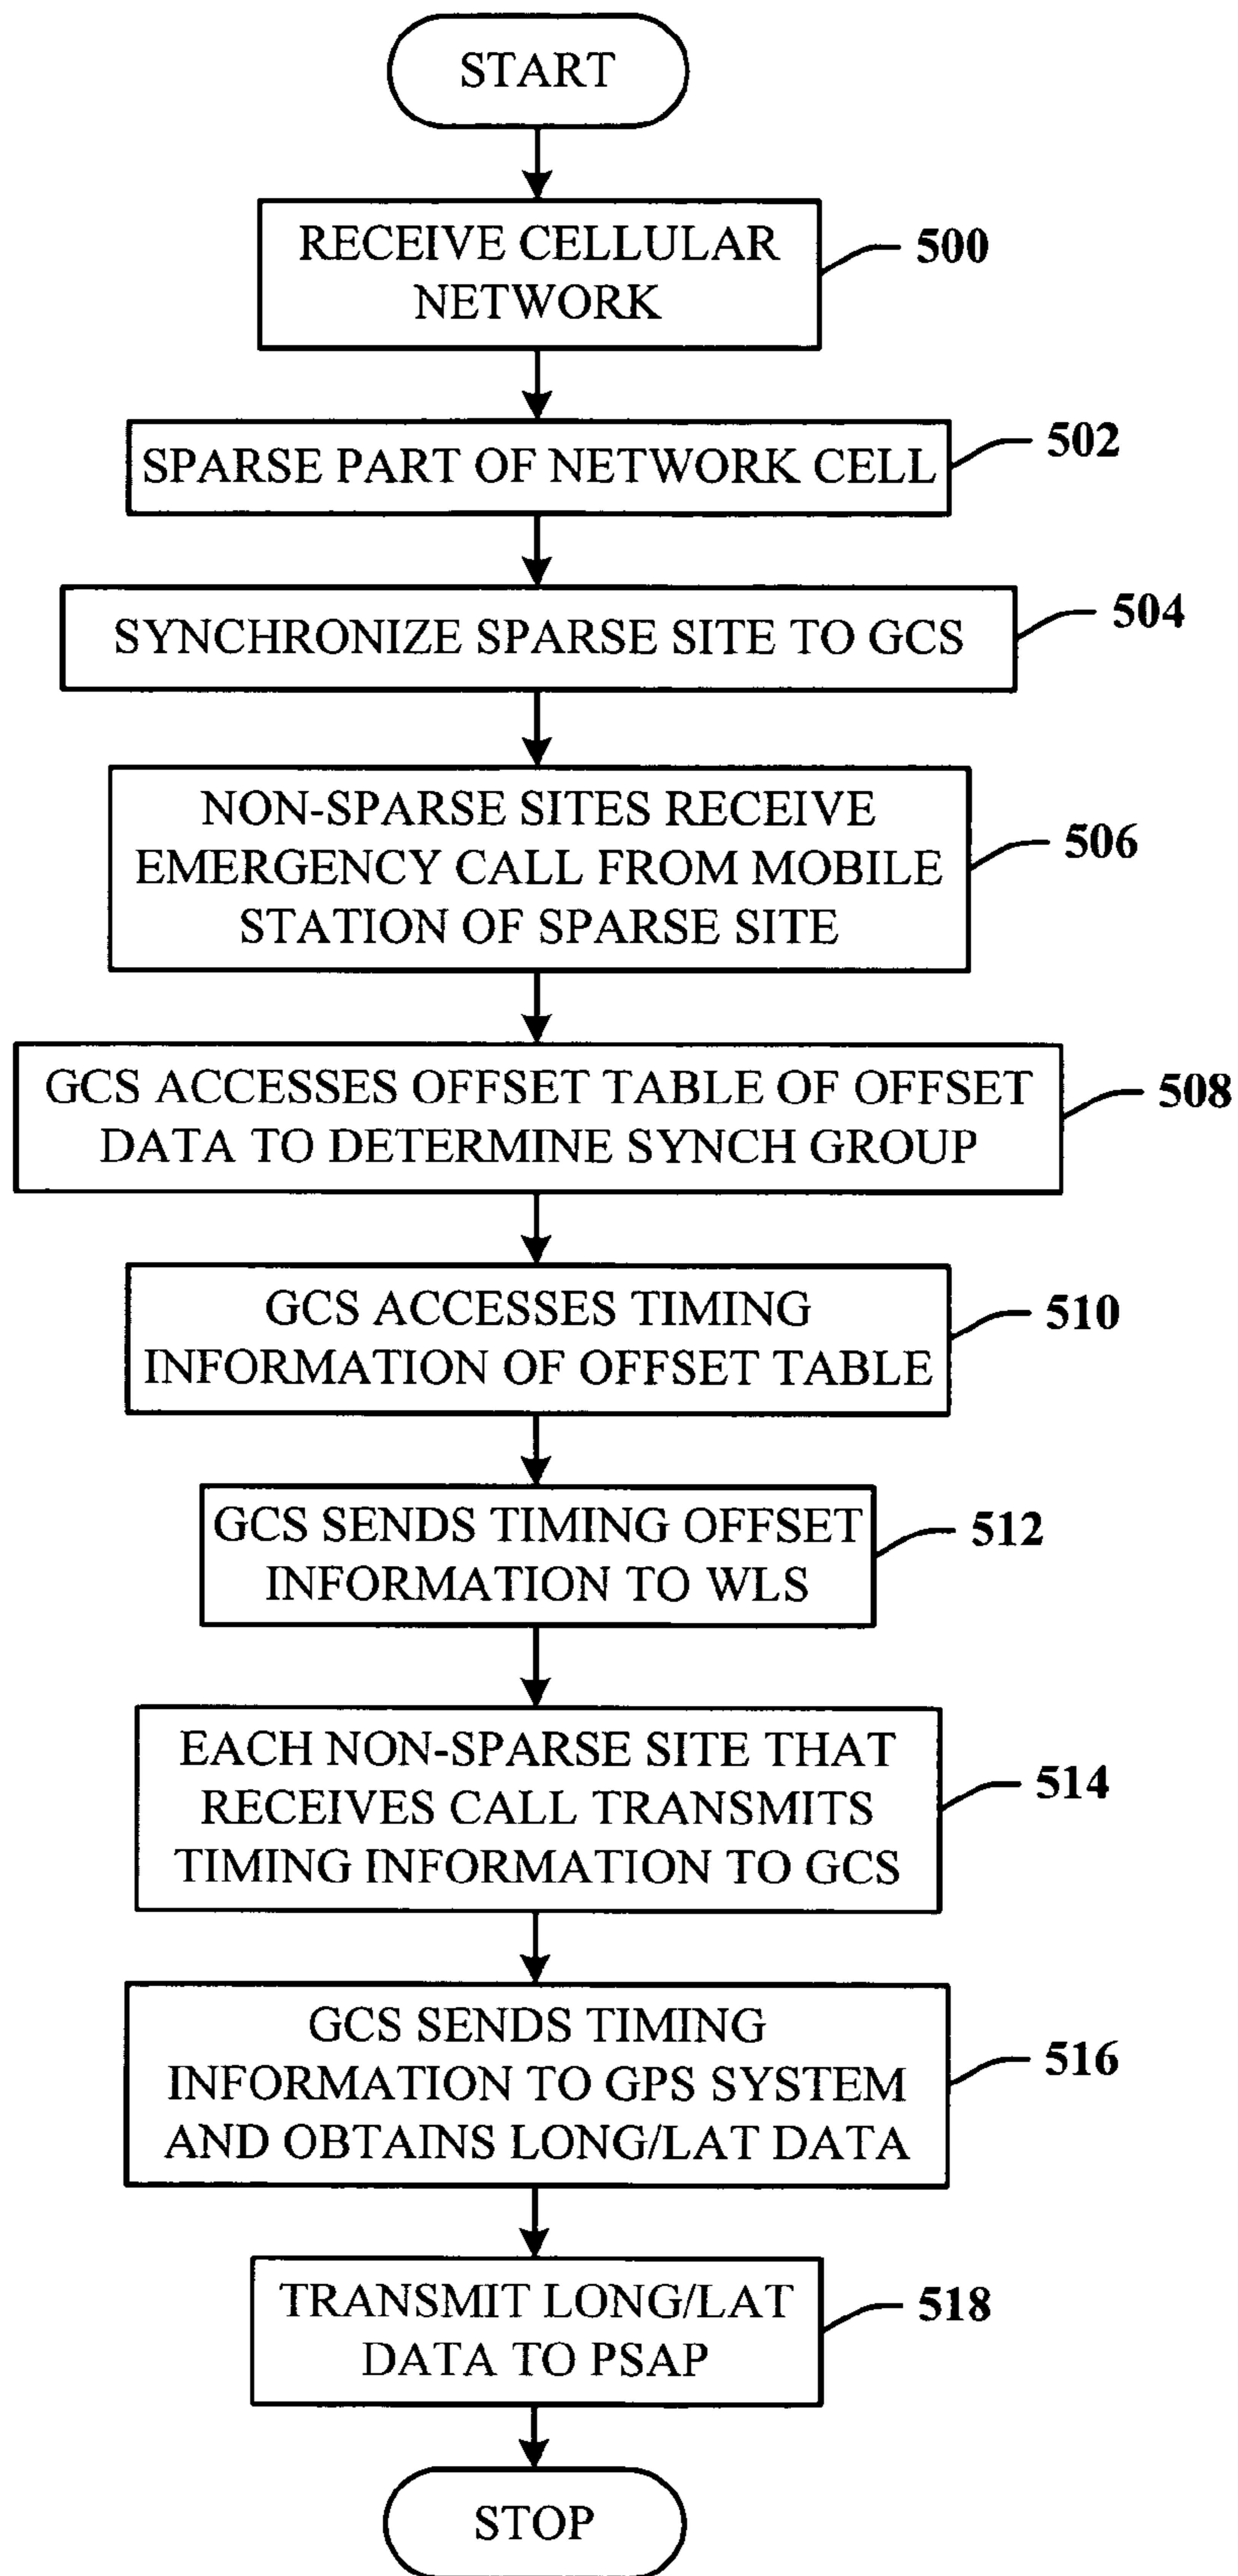 START
RECEIVE CELLULAR
NETWORK
500
SPARSE PART OF NETWORK CELL
502
SYNCHRONIZE SPARSE SITE TO GCS
504
NON-SPARSE SITES RECEIVE
EMERGENCY CALL FROM MOBILE
STATION OF SPARSE SITE
506
GCS ACCESSES OFFSET TABLE OF OFFSET
DATA TO DETERMINE SYNCH GROUP
508
GCS ACCESSES TIMING
INFORMATION OF OFFSET TABLE
510
GCS SENDS TIMING OFFSET
INFORMATION TO WLS
512
EACH NON-SPARSE SITE THAT
RECEIVES CALL TRANSMITS
TIMING INFORMATION TO GCS
514
GCS SENDS TIMING
INFORMATION TO GPS SYSTEM
AND OBTAINS LONG/LAT DATA
516
TRANSMIT LONG/LAT
DATA TO PSAP
518
STOP